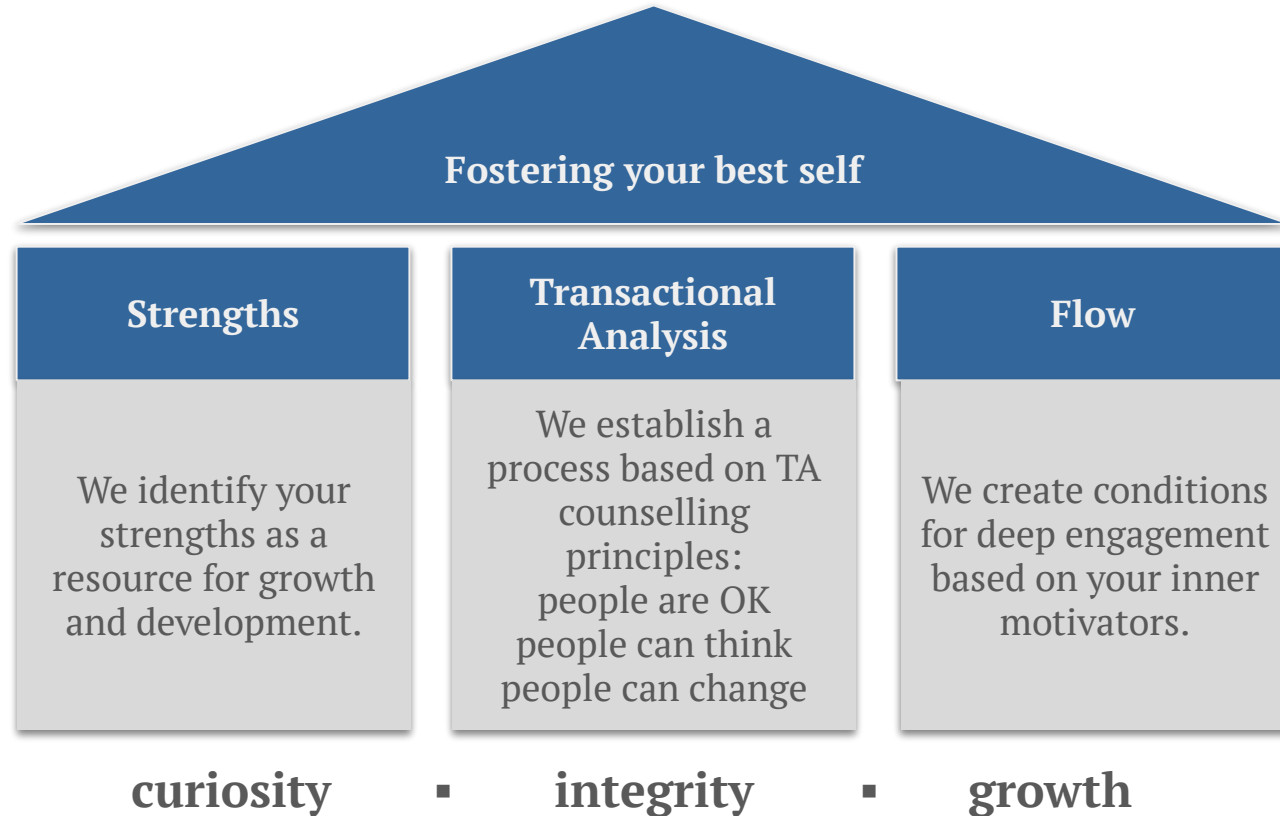 Fostering your best self
Strengths
We identify your
strengths as a
resource for growth
and development.
Transactional
Analysis
We establish a
process based on TA
counselling
principles:
people are OK
people can think
people can change
Flow
We create conditions
for deep engagement
based on your inner
motivators.
curiosity ▪ integrity ▪ growth